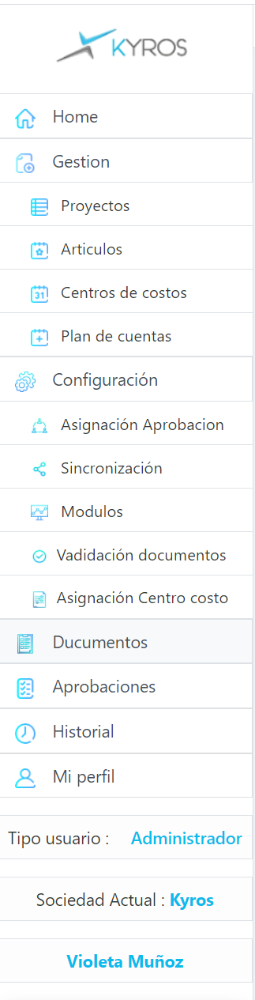 KYROS
Home
Gestion
Proyectos
Articulos
31 Centros de costos
Plan de cuentas
Configuración
Asignación Aprobacion
Sincronización
Modulos
Vadidación documentos
Asignación Centro costo
Ducumentos
Aprobaciones
Historial
Mi perfil
Tipo usuario : Administrador
Sociedad Actual : Kyros
Violeta Muñoz